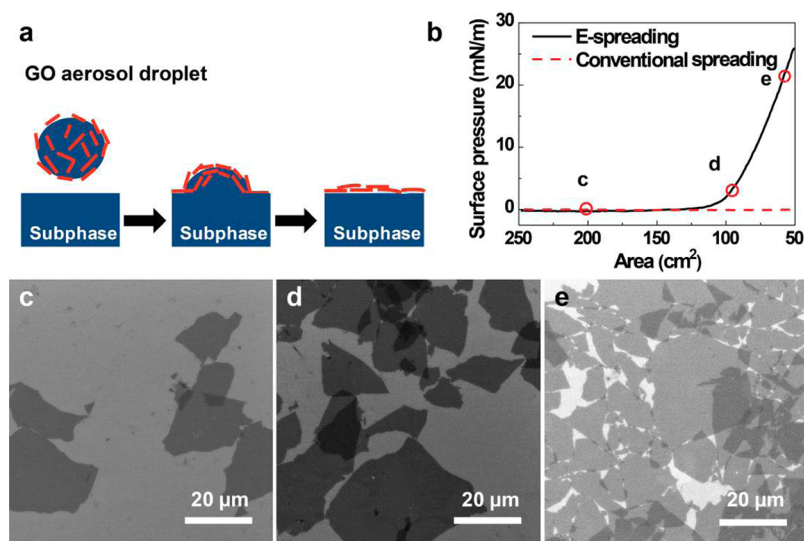 a
GO aerosol droplet
Subphase
Subphase
Subphase
b
Surface pressure (mN/m)
30
20
10
0
E-spreading
Conventional spreading
c
d
e
250
200
150
100
50
Area (cm²)
c
20 µm
d
20 µm
e
20 µm